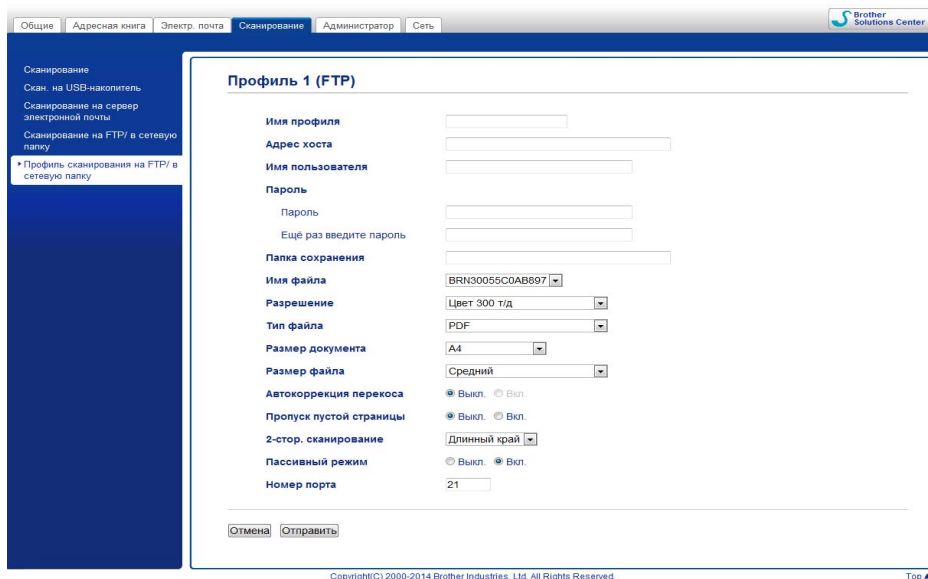 Общие
Адресная книга
Электр. почта
Сканирование
Администратор
Сеть
Brother
Solutions Center
Сканирование
Скан. на USB-накопитель
Сканирование на сервер
электронной почты
Сканирование на FTP/ в сетевую
папку
Профиль сканирования на FTP/ в
сетевую папку
Профиль 1 (FTP)
Имя профиля
Адрес хоста
Имя пользователя
Пароль
Пароль
Ещё раз введите пароль
Папка сохранения
Имя файла BRN30055C0AB897
Разрешение Цвет 300 т/д
Тип файла PDF
Размер документа A4
Размер файла Средний
Автокоррекция перекоса Выкл. Вкл.
Пропуск пустой страницы Выкл. Вкл.
2-стор. сканирование Длинный край
Пассивный режим Выкл. Вкл.
Номер порта 21
Отмена Отправить
Copyright(C) 2000-2014 Brother Industries, Ltd. All Rights Reserved.
Top